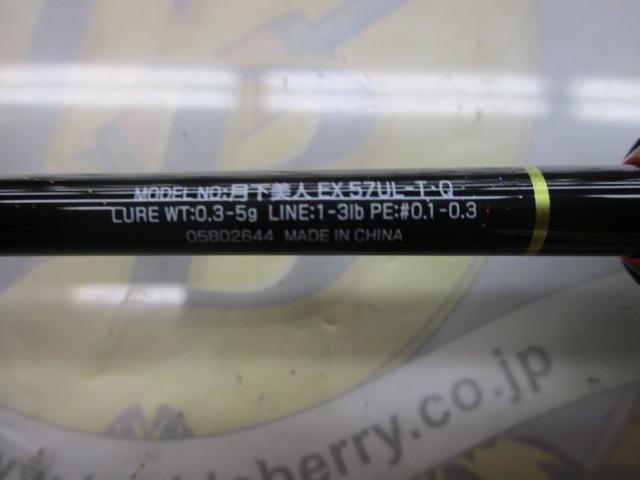 MODEL NO:月下美人 EX 57UL-T・Q
LURE WT:0.3-5g LINE:1-3lb PE:#0.1-0.3
05802644 MADE IN CHINA
berry.co.jp